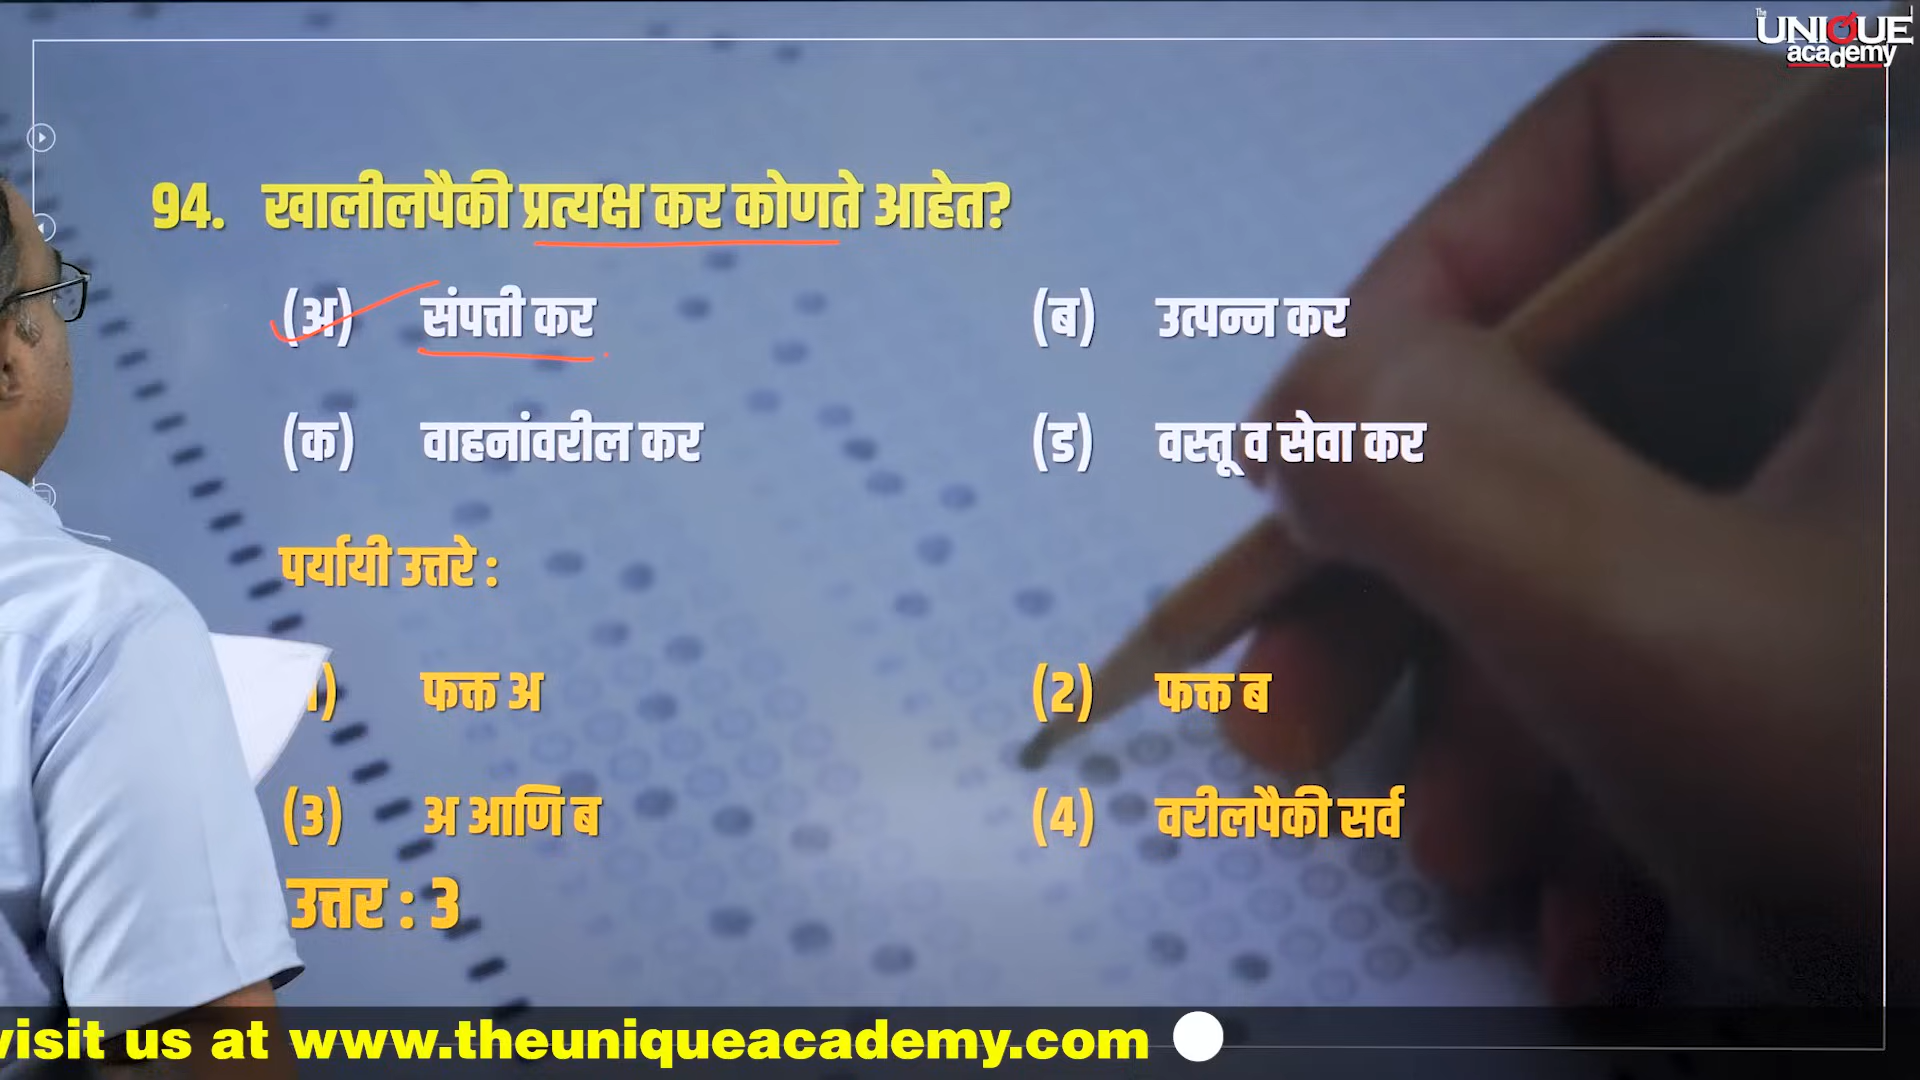 The
UNIQUE
academy
94. खालीलपैकी प्रत्यक्ष कर कोणते आहेत?
(अ) संपत्ती कर (ब) उत्पन्न कर
(क) वाहनांवरील कर (ड) वस्तू व सेवा कर
पर्यायी उत्तरे :
फक्त अ (2) फक्त ब
(3) अ आणि ब (4) वरीलपैकी सर्व
उत्तर : 3
visit us at www.theuniqueacademy.com